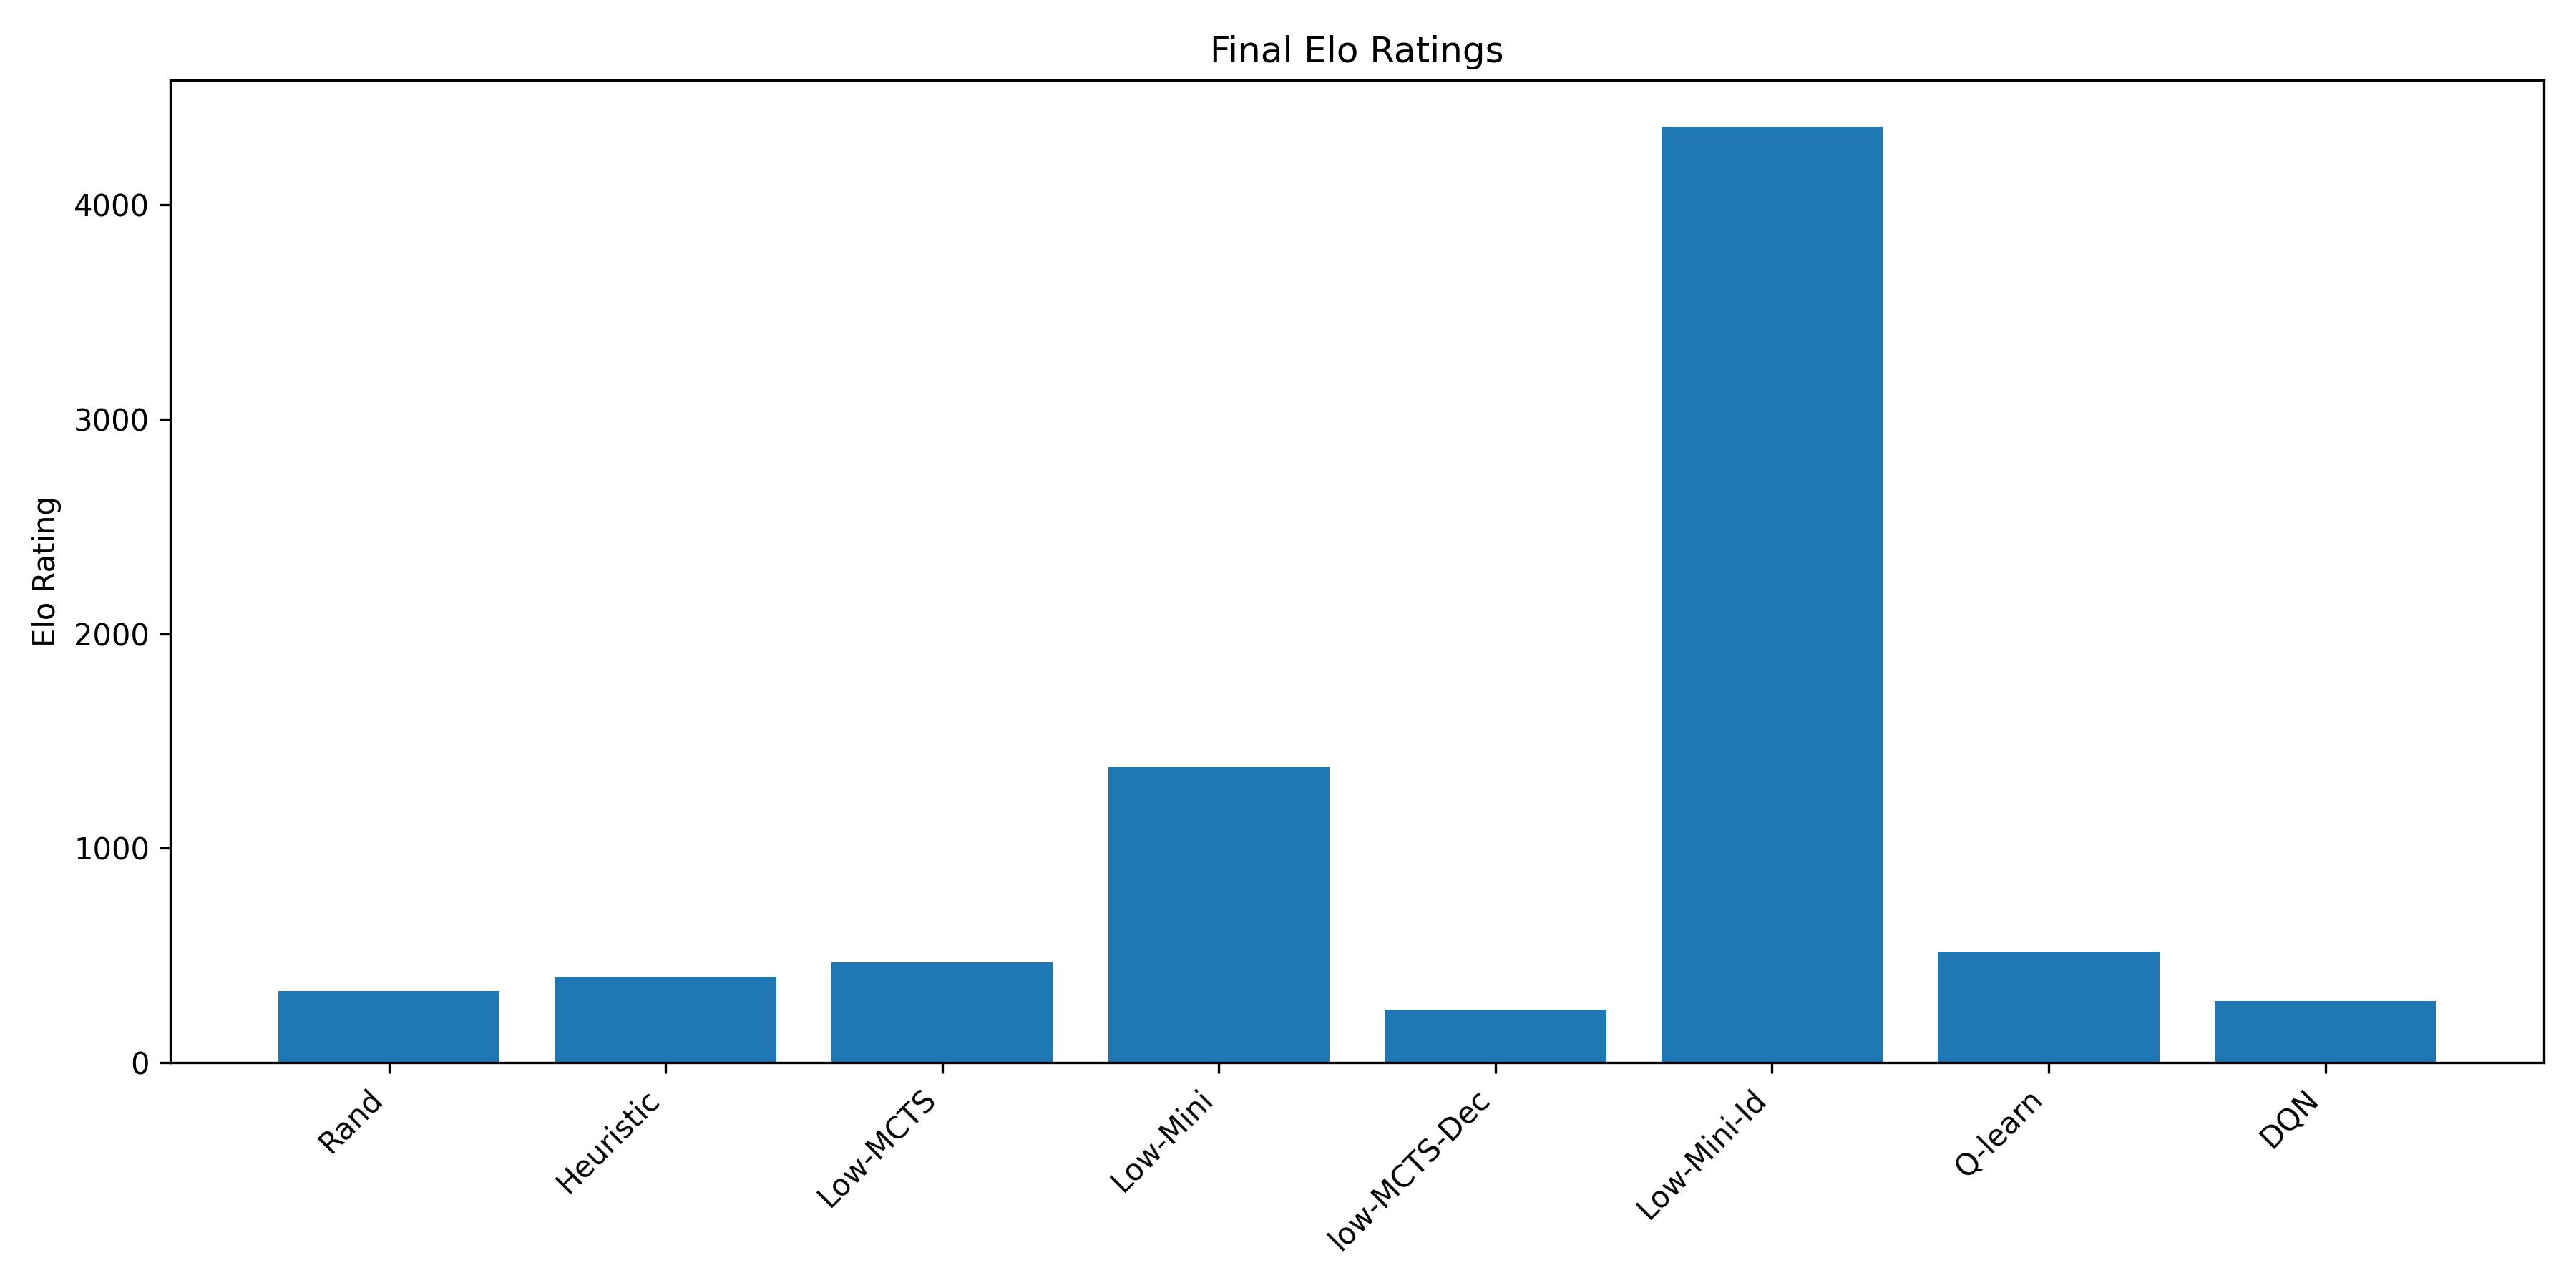 Final Elo Ratings
Elo Rating
4000
3000
2000
1000
0
Rand
Heuristic
Low-MCTS
Low-Mini
low-MCTS-Dec
Low-Mini-Id
Q-learn
DQN